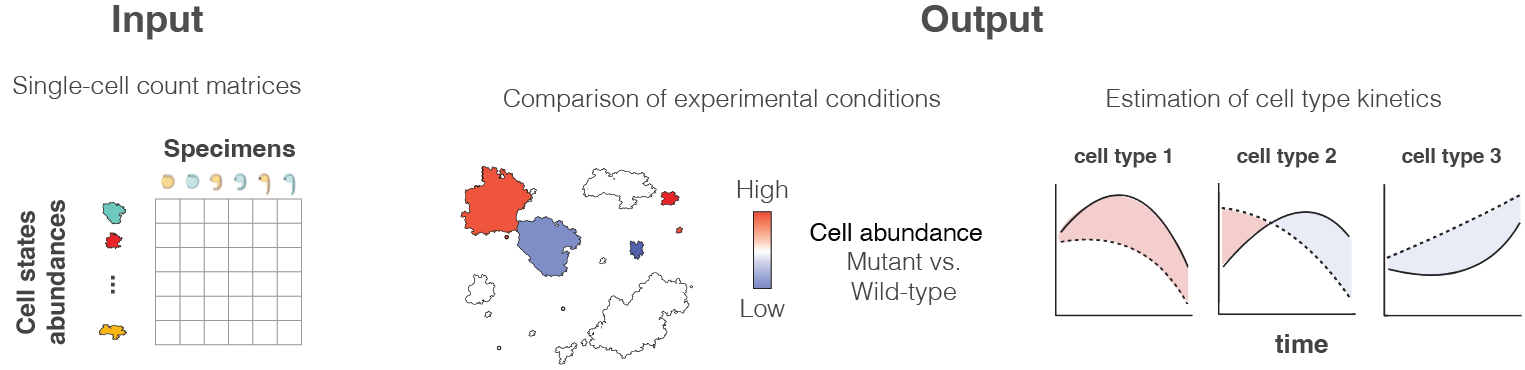 Input
Output
Single-cell count matrices
Comparison of experimental conditions
Estimation of cell type kinetics
Specimens
Cell states
abundances
...
High
Low
Cell abundance
Mutant vs.
Wild-type
cell type 1
cell type 2
cell type 3
time